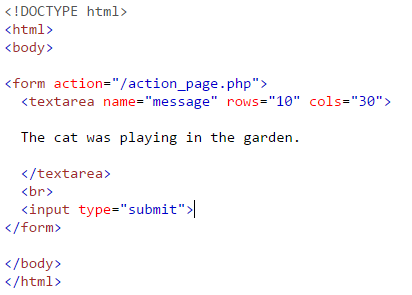 <!DOCTYPE html>
<html>
<body>
<form action="/action_page.php">
<textarea name="message" rows="10" cols="30">
The cat was playing in the garden.
</textarea>
<br>
<input type="submit">
</form>
</body>
</html>